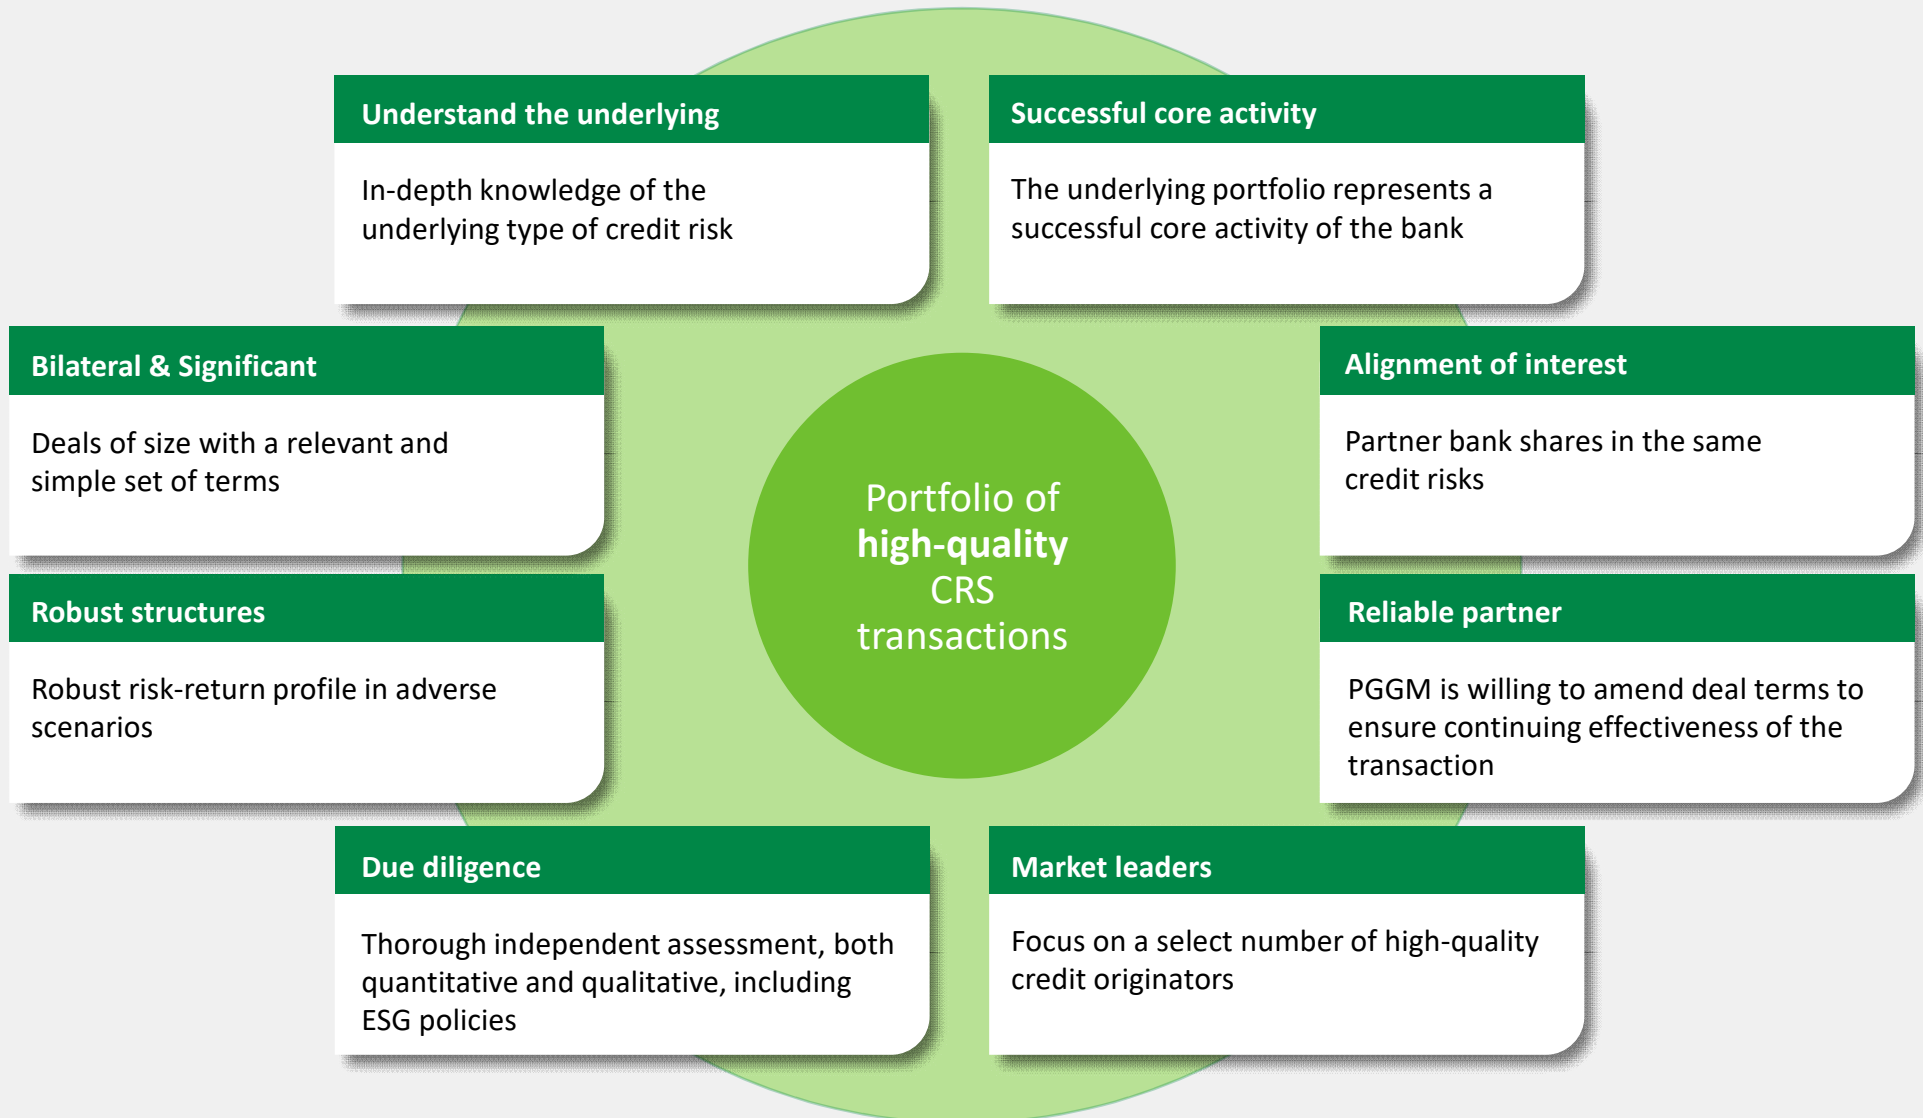 Understand the underlying
In-depth knowledge of the
underlying type of credit risk
Successful core activity
The underlying portfolio represents a
successful core activity of the bank
Bilateral & Significant
Deals of size with a relevant and
simple set of terms
Alignment of interest
Partner bank shares in the same
credit risks
Portfolio of
high-quality
CRS
transactions
Robust structures
Robust risk-return profile in adverse
scenarios
Reliable partner
PGGM is willing to amend deal terms to
ensure continuing effectiveness of the
transaction
Due diligence
Thorough independent assessment, both
quantitative and qualitative, including
ESG policies
Market leaders
Focus on a select number of high-quality
credit originators